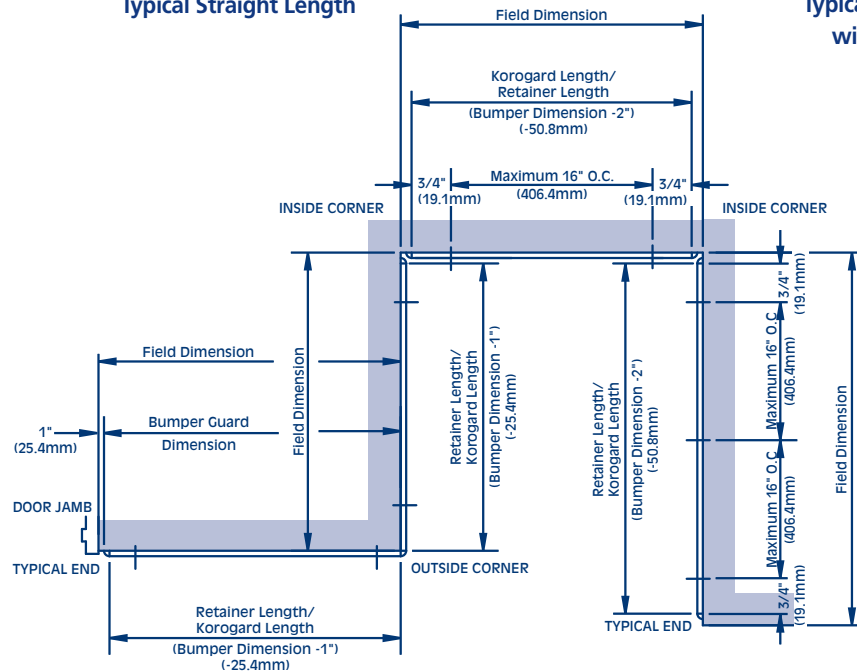 Typical Straight Length
Typica
wi
Field Dimension
Korogard Length/
Retainer Length
(Bumper Dimension -2")
(-50.8mm)
3/4"
(19.1mm)
Maximum 16" O.C.
(406.4mm)
3/4"
(19.1mm)
INSIDE CORNER
INSIDE CORNER
Field Dimension
1"
(25.4mm)
Bumper Guard
Dimension
Field Dimension
Retainer Length/
Korogard Length
(Bumper Dimension -1")
(-25.4mm)
Retainer Length/
Korogard Length
(Bumper Dimension -2")
(-50.8mm)
3/4"
(19.1mm)
Maximum 16" O.C
(406.4mm)
Maximum 16" O.C
(406.4mm)
3/4"
(19.1mm)
Field Dimension
DOOR JAMB
TYPICAL END
OUTSIDE CORNER
Retainer Length/
Korogard Length
(Bumper Dimension -1")
(-25.4mm)
TYPICAL END